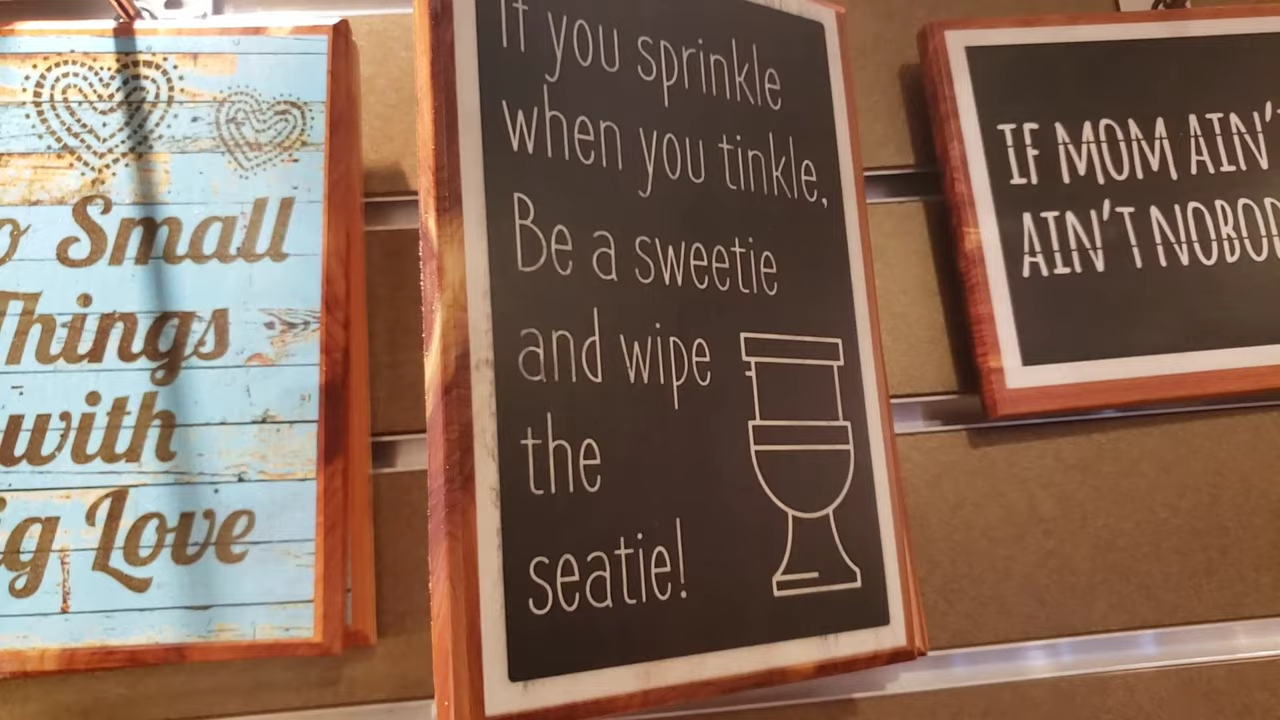 Small
Things
with
Love
If you sprinkle
when you tinkle,
Be a sweetie
and wipe
the
seatie!
IF MOM AIN'
AIN'T